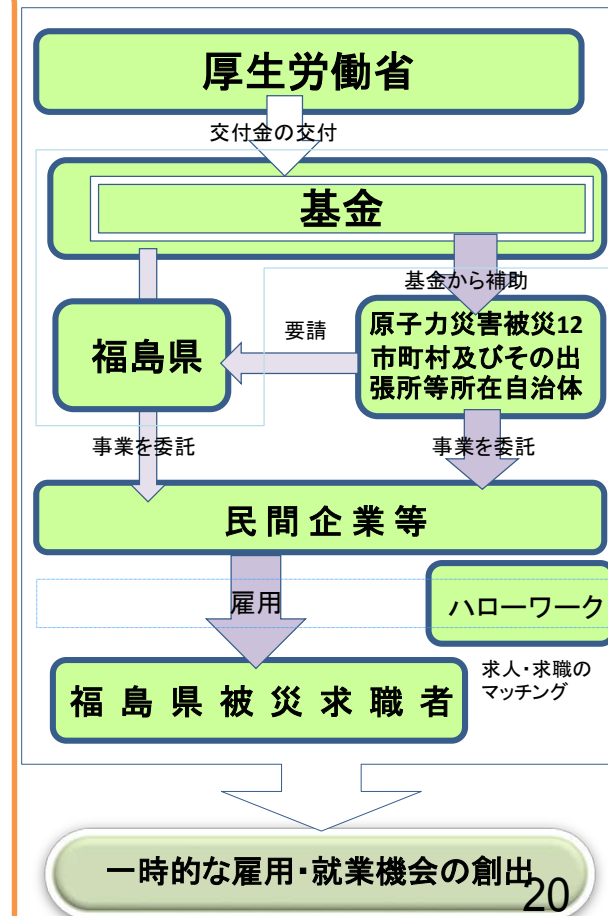 厚生労働省
交付金の交付
基金
基金から補助
福島県
要請
原子力災害被災12
市町村及びその出
張所等所在自治体
事業を委託
事業を委託
民間企業等
雇用
ハローワーク
求人・求職の
マッチング
福島県被災求職者
一時的な雇用・就業機会の創出
20